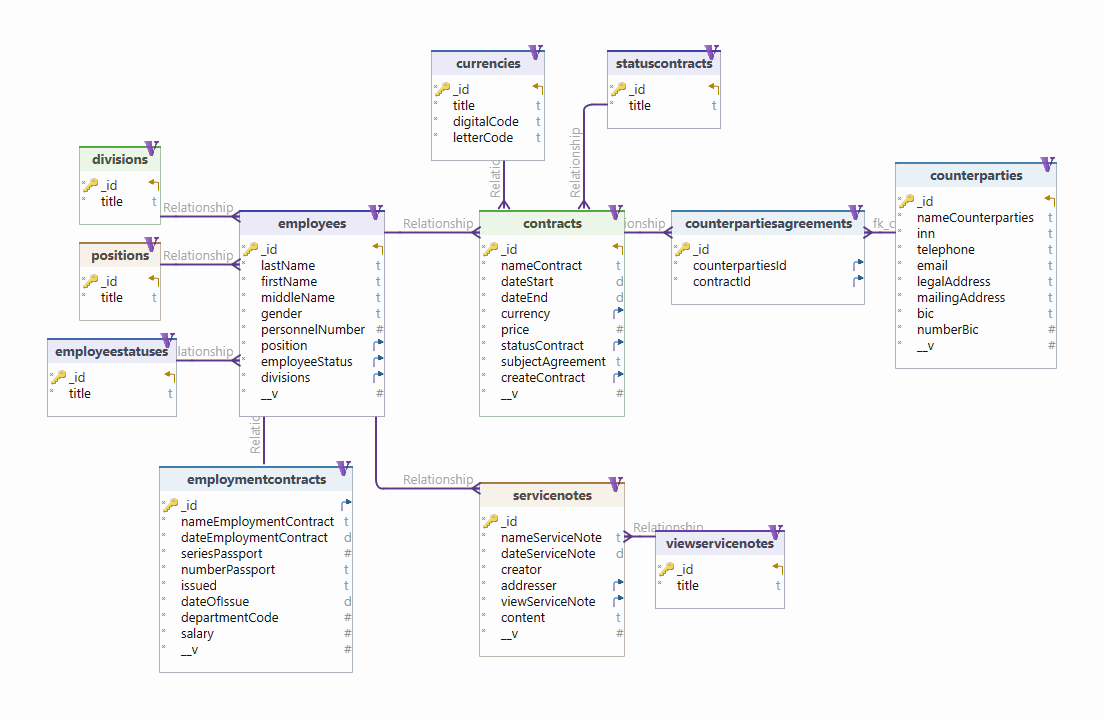 currencies
_id
title t
digitalCode t
letterCode t
statuscontracts
_id
title t
divisions
_id
title t
Relationship
positions
_id
title t
Relationship
employeestatuses
_id
title t
lationship
employees
_id
lastName t
firstName t
middleName t
gender t
personnelNumber #
position
employeeStatus
divisions
__v #
Relationship
Relatio
Relationship
contracts
_id
nameContract t
dateStart d
dateEnd d
currency
price #
statusContract
subjectAgreement t
createContract
__v #
ionship
counterpartiesagreements
_id
counterpartiesId
contractId
fk_c
counterparties
_id
nameCounterparties t
inn t
telephone t
email t
legalAddress t
mailingAddress t
bic t
numberBic #
__v #
Relatio
employmentcontracts
_id
nameEmploymentContract t
dateEmploymentContract d
seriesPassport #
numberPassport t
issued t
dateOfIssue d
departmentCode #
salary #
__v #
Relationship
servicenotes
_id
nameServiceNote t
dateServiceNote d
creator
addresser
viewServiceNote
content t
__v #
Relationship
viewservicenotes
_id
title t